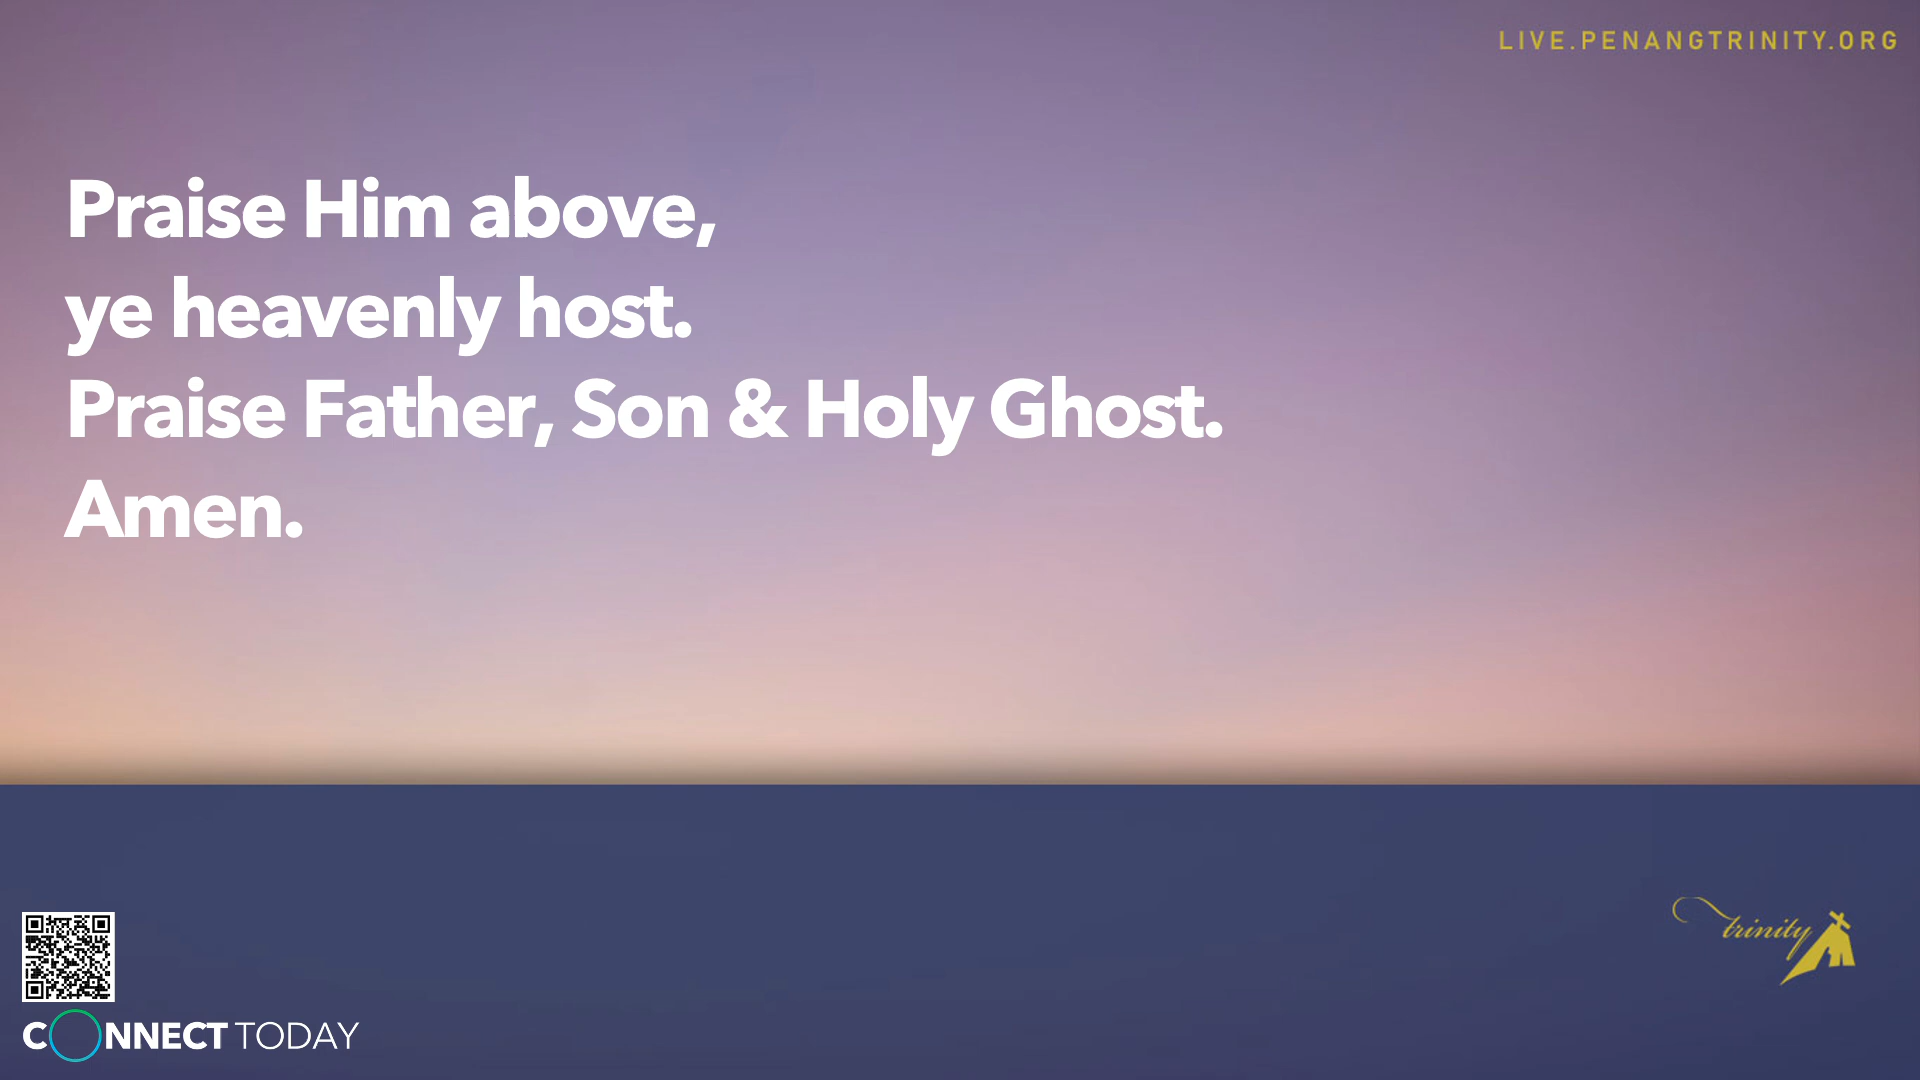 LIVE.PENANGTRINITY.ORG
Praise Him above,
ye heavenly host.
Praise Father, Son & Holy Ghost.
Amen.
trinity
CONNECT TODAY